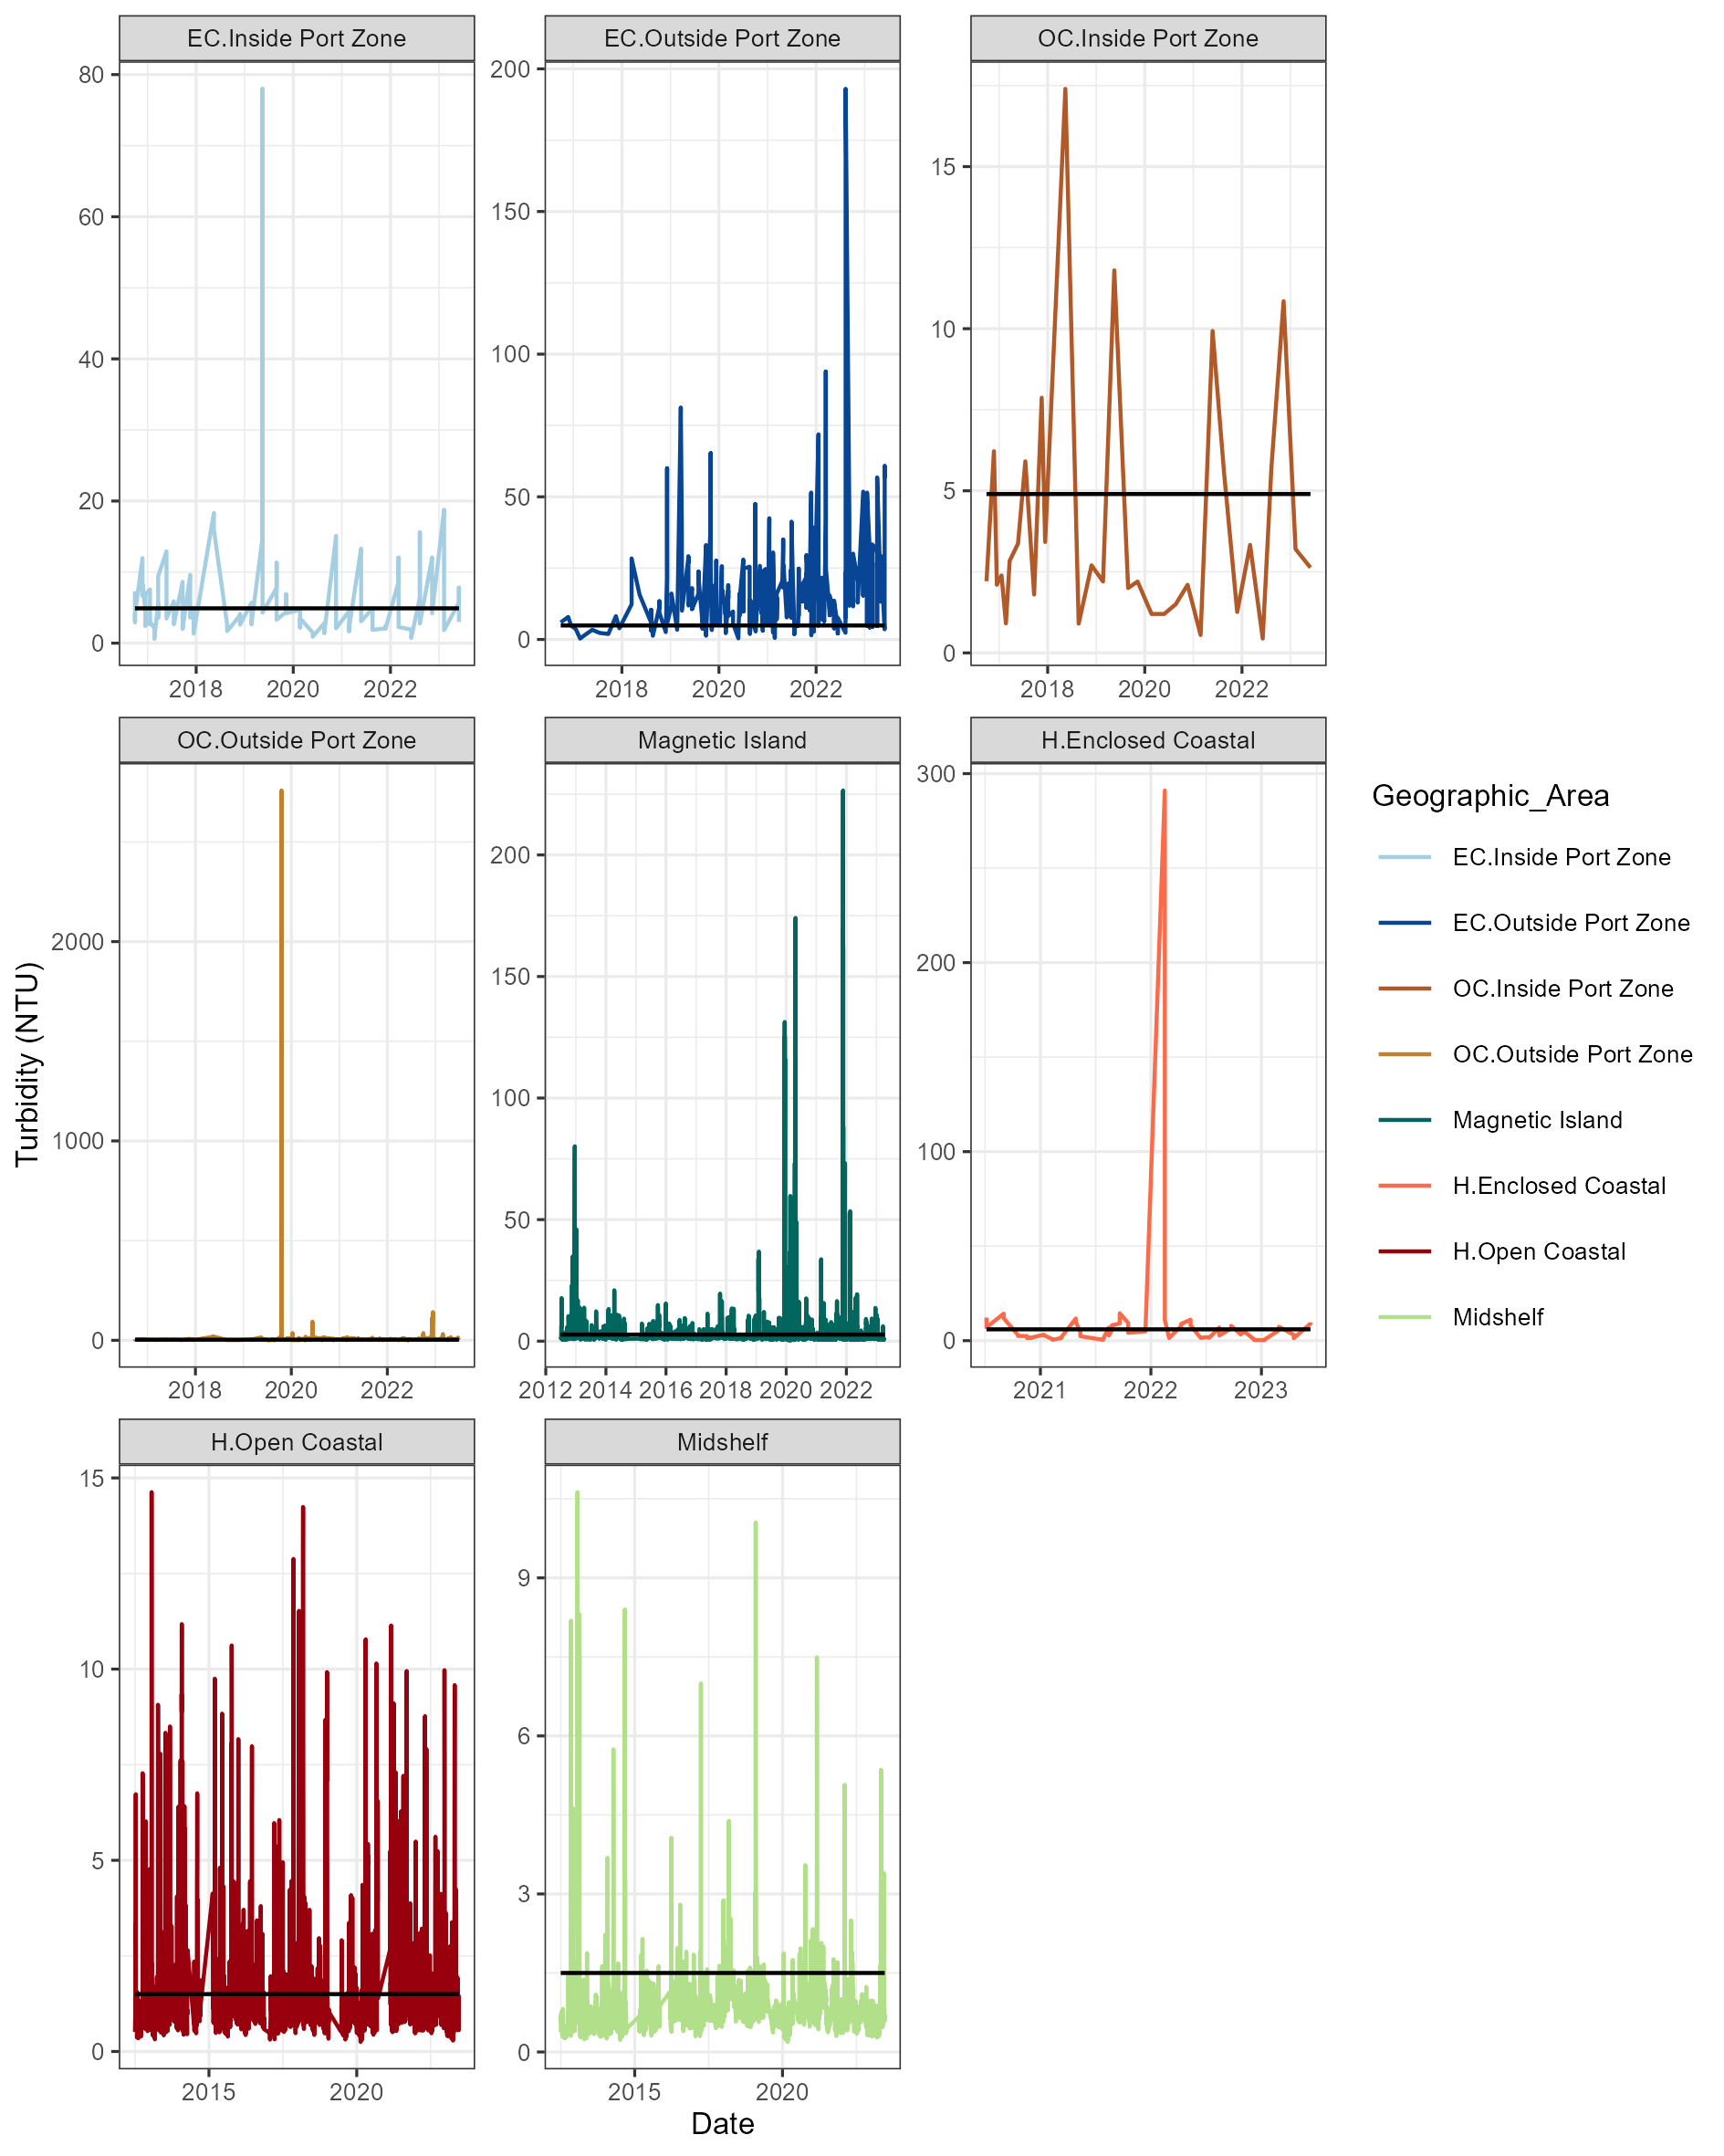 EC.Inside Port Zone EC.Outside Port Zone OC.Inside Port Zone
80 200
15
60 150
40 100 10
20 50 5
0 0 0
2018 2020 2022 2018 2020 2022 2018 2020 2022
OC.Outside Port Zone Magnetic Island H.Enclosed Coastal
300
200
2000 150 200
1000 100 100
50
0 0 0
2018 2020 2022 2012 2014 2016 2018 2020 2022 2021 2022 2023
H.Open Coastal Midshelf
15
9
10
6
5
3
0 0
2015 2020 2015 2020
Date
Turbidity (NTU)
Geographic_Area
EC.Inside Port Zone
EC.Outside Port Zone
OC.Inside Port Zone
OC.Outside Port Zone
Magnetic Island
H.Enclosed Coastal
H.Open Coastal
Midshelf